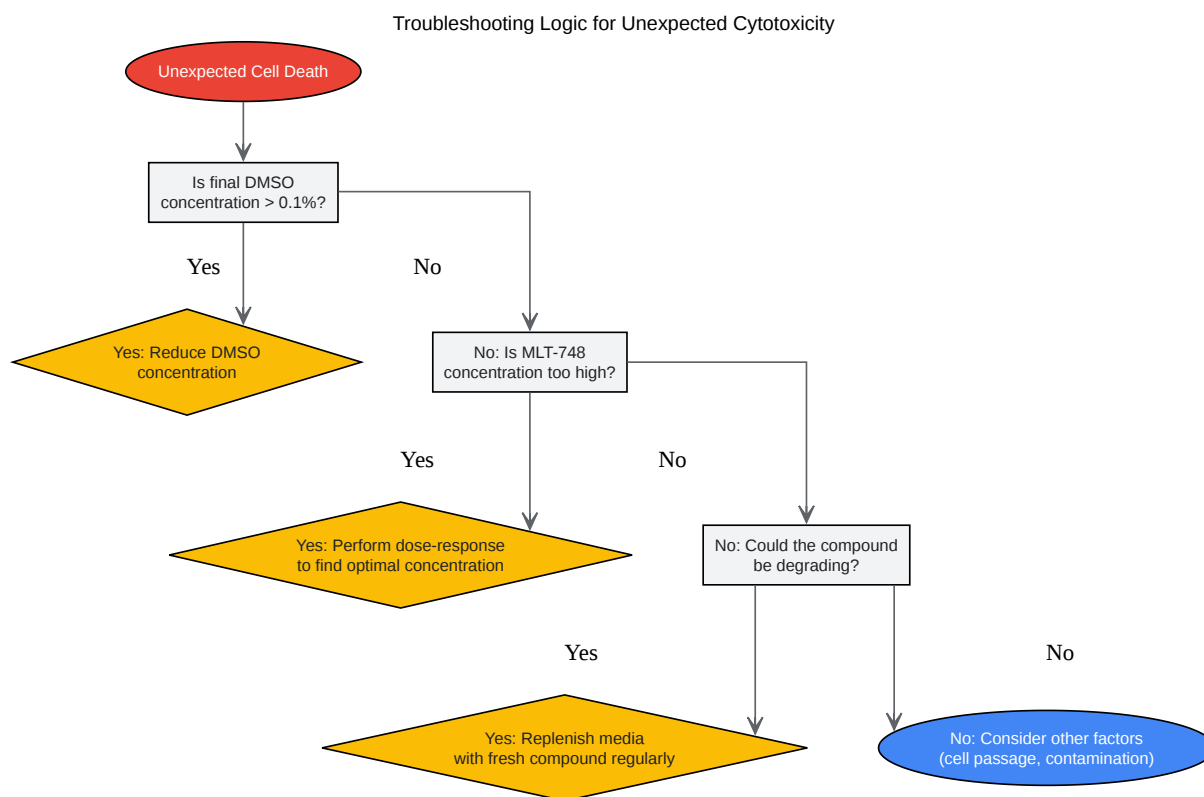 Troubleshooting Logic for Unexpected Cytotoxicity
Unexpected Cell Death
Is final DMSO
concentration > 0.1%?
Yes
No
Yes: Reduce DMSO
concentration
No: Is MLT-748
concentration too high?
Yes
No
Yes: Perform dose-response
to find optimal concentration
No: Could the compound
be degrading?
Yes
No
Yes: Replenish media
with fresh compound regularly
No: Consider other factors
(cell passage, contamination)